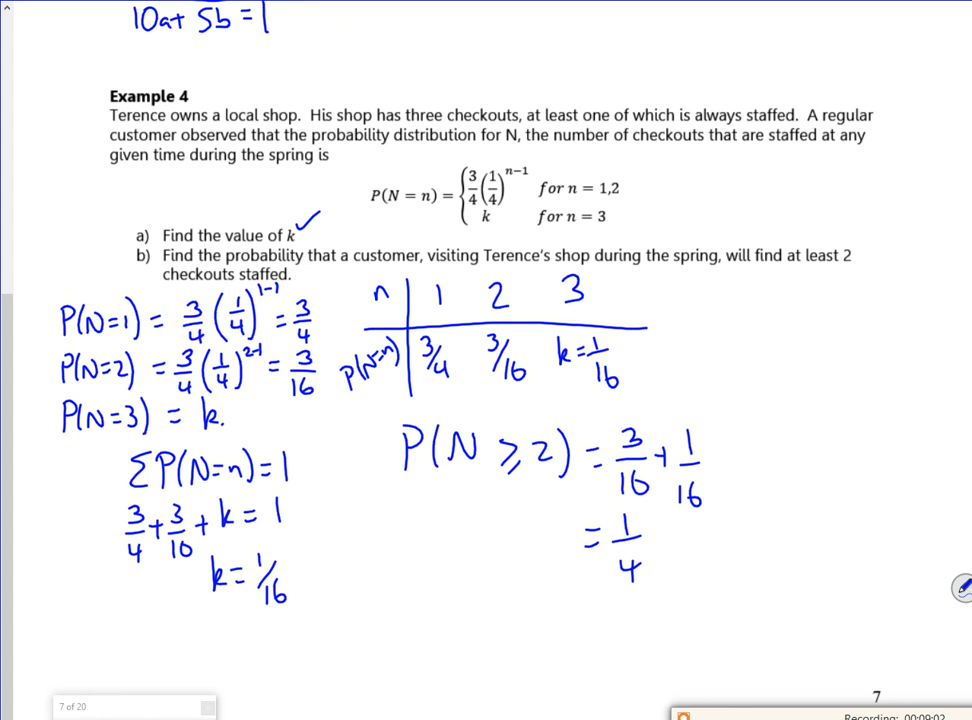 10a+ 5b = 1
Example 4
Terence owns a local shop. His shop has three checkouts, at least one of which is always staffed. A regular
customer observed that the probability distribution for N, the number of checkouts that are staffed at any
given time during the spring is
P(N = n) = { 3/4 (1/4)^(n−1) for n = 1,2
k for n = 3
a) Find the value of k ✓
b) Find the probability that a customer, visiting Terence's shop during the spring, will find at least 2
checkouts staffed.
P(N=1) = 3/4 (1/4)^(1-1) = 3/4
P(N=2) = 3/4 (1/4)^(2-1) = 3/16
P(N=3) = k.
ΣP(N=n) = 1
3/4 + 3/16 + k = 1
k = 1/16
n 1 2 3
P(N=n) 3/4 3/16 k = 1/16
P(N ≥ 2) = 3/16 + 1/16
= 1/4
7
7 of 20
Recording: 00:09:02